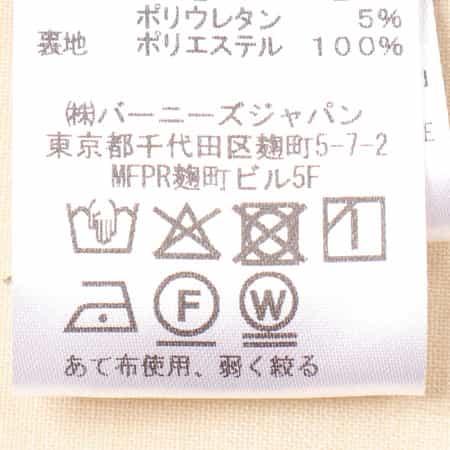 ポリウレタン 5%
裏地 ポリエステル 100%
㈱バーニーズジャパン
東京都千代田区麹町5-7-2
MFPR麹町ビル5F
F W
あて布使用、弱く絞る
E